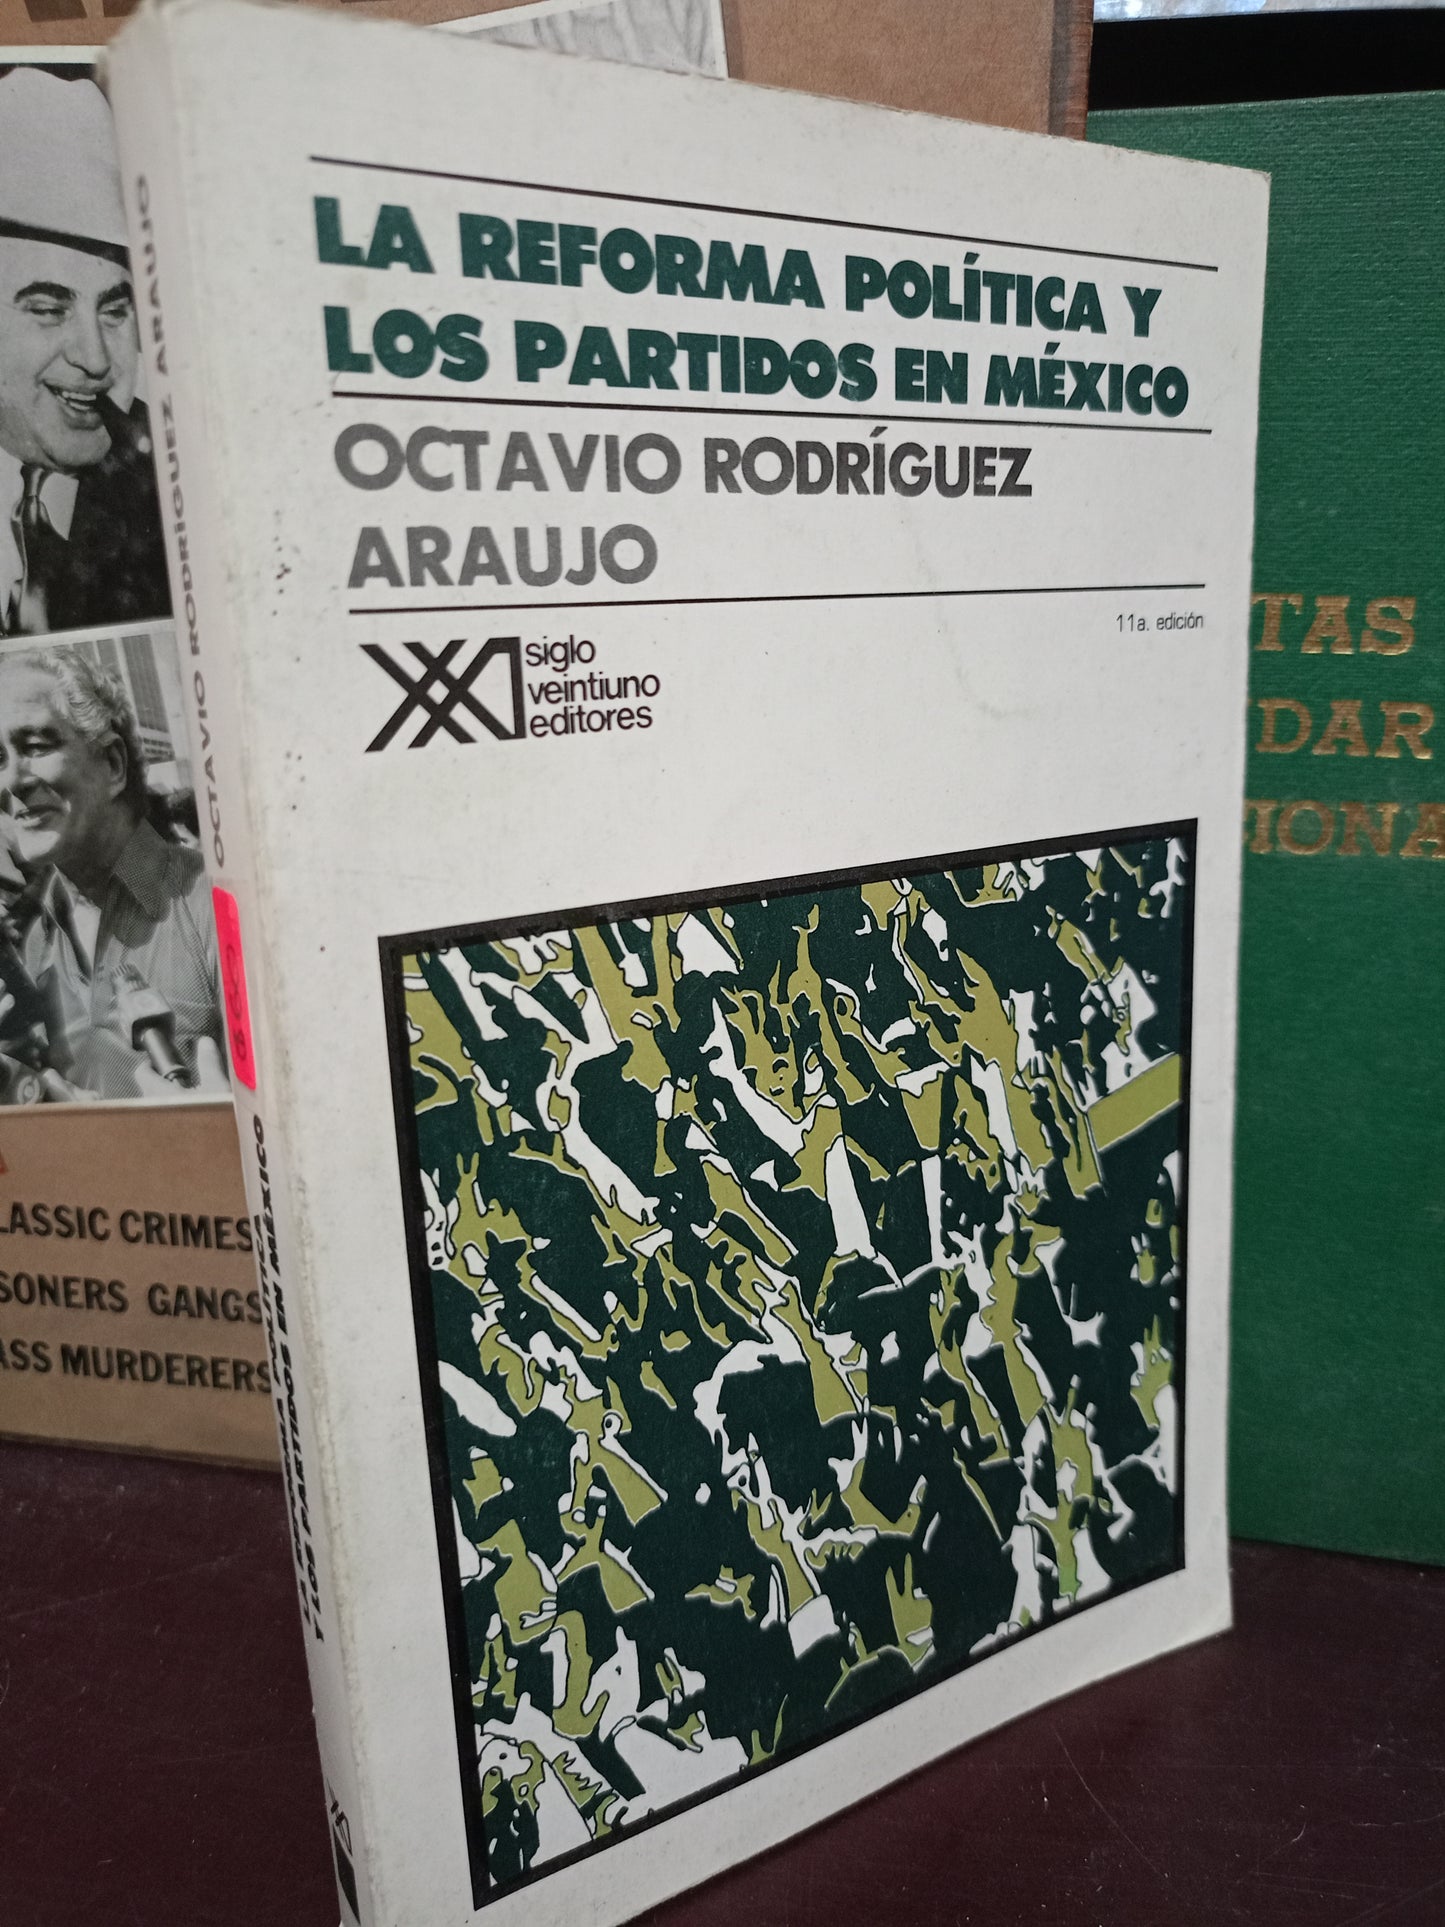 LA REFORMA POLÍTICA Y
LOS PARTIDOS EN MÉXICO
OCTAVIO RODRÍGUEZ
ARAUJO
11a. edición
siglo
veintiuno
editores
OCTAVIO RODRÍGUEZ ARAUJO
LA REFORMA POLÍTICA
Y LOS PARTIDOS EN MÉXICO
LASSIC CRIMES
SONERS GANGS
ASS MURDERERS
TAS
DAR
IONA